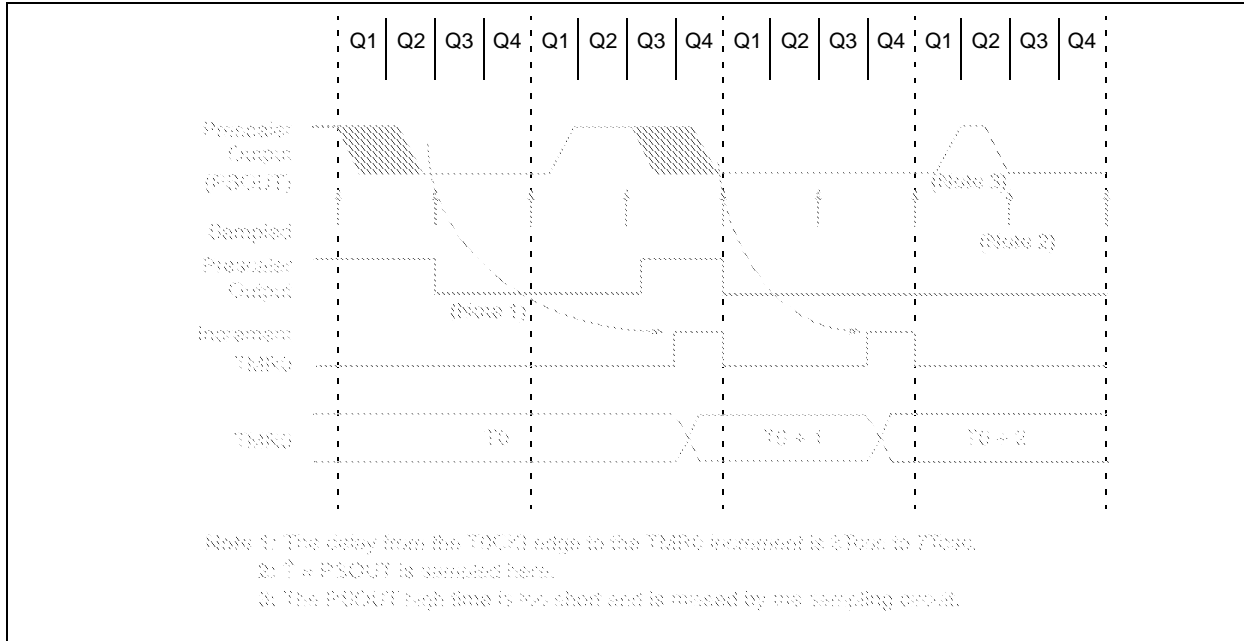 Q1 Q2 Q3 Q4 Q1 Q2 Q3 Q4 Q1 Q2 Q3 Q4 Q1 Q2 Q3 Q4
Prescaler
Output
(PSOUT)
(Note 3)
Sampled
(Note 2)
Prescaler
Output
(Note 1)
Increment
TMR0
TMR0
T0
T0 + 1
T0
2
Note 1: The delay from the edge to the TMR0 increment is to
2: ↑ = PSOUT is sampled here.
3: The PSOUT high time is too short and is missed by the sampling circuit.